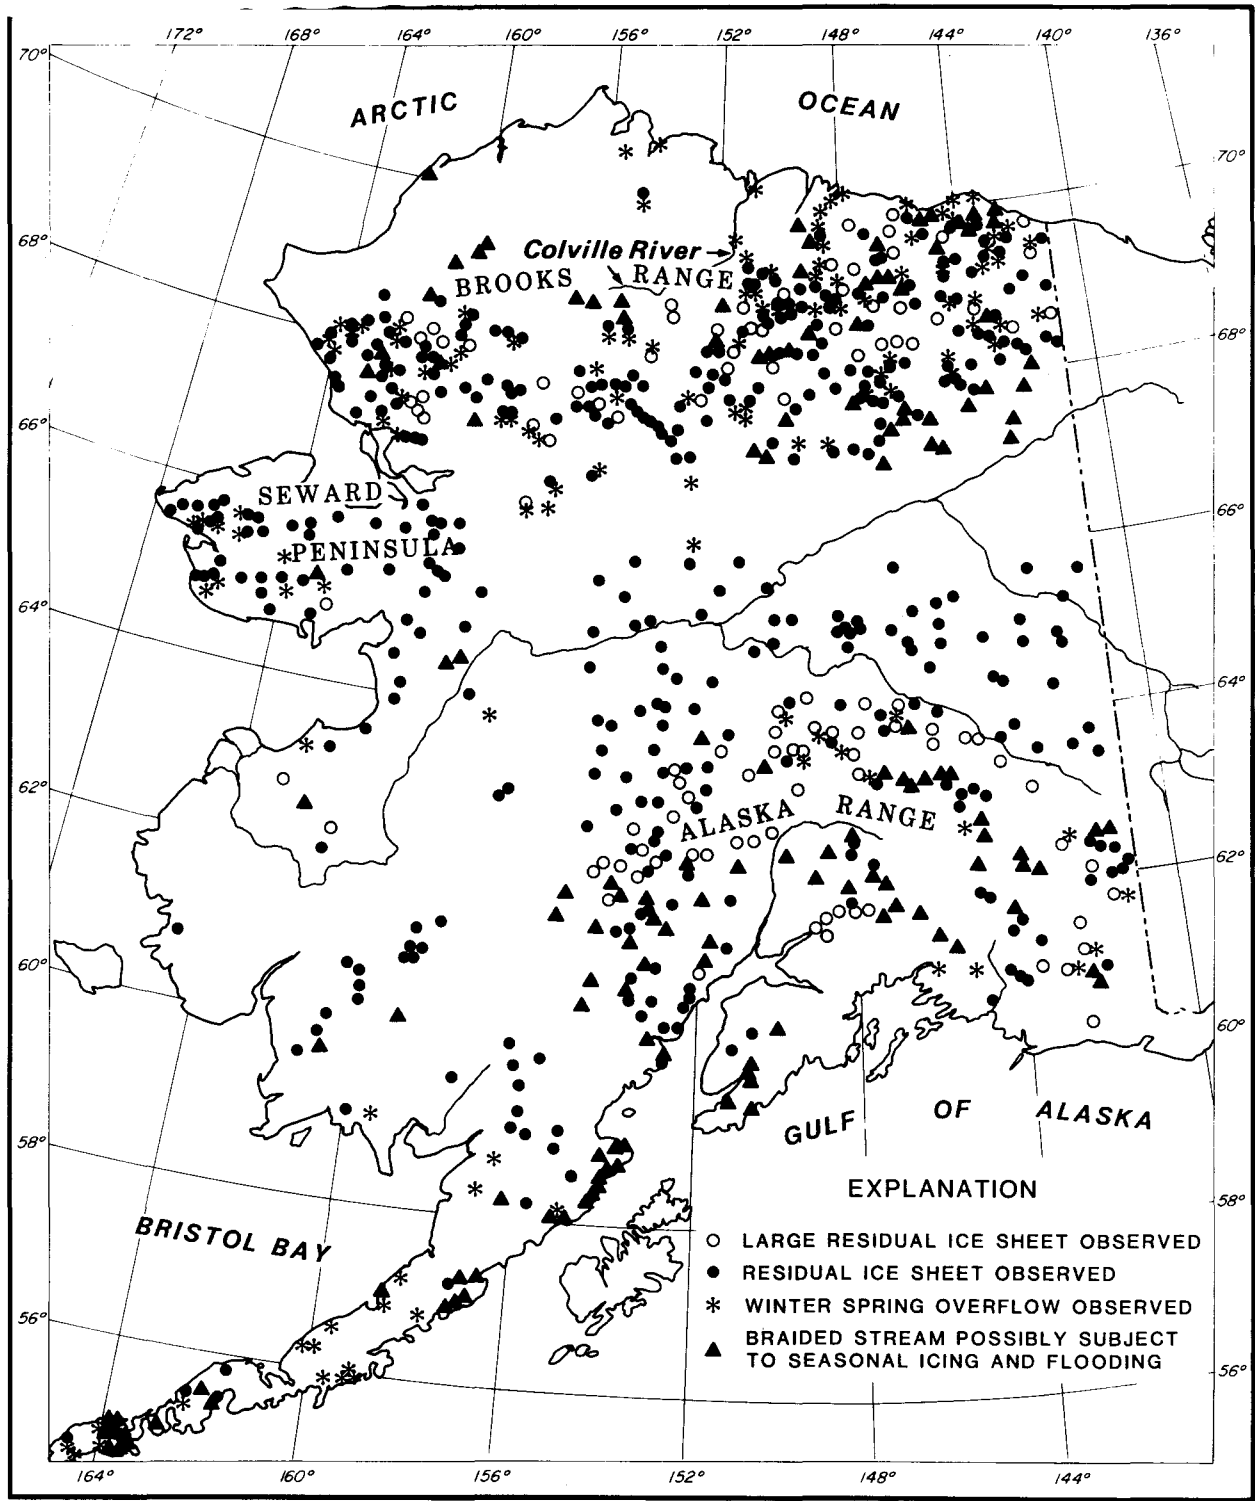 172° 168° 164° 160° 156° 152° 148° 144° 140° 136°
70°
ARCTIC
OCEAN
70°
68°
Colville River
BROOKS RANGE
68°
66°
SEWARD
66°
PENINSULA
64°
64°
62°
ALASKA RANGE
62°
60°
60°
58°
GULF OF ALASKA
EXPLANATION
58°
BRISTOL BAY
LARGE RESIDUAL ICE SHEET OBSERVED
RESIDUAL ICE SHEET OBSERVED
WINTER SPRING OVERFLOW OBSERVED
56°
BRAIDED STREAM POSSIBLY SUBJECT
TO SEASONAL ICING AND FLOODING
56°
164° 160° 156° 152° 148° 144°